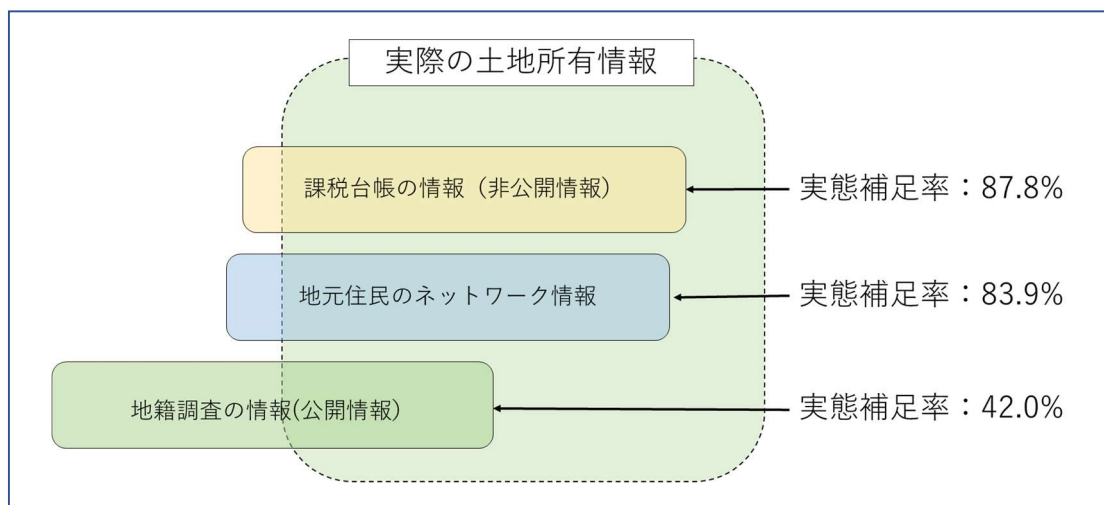 実際の土地所有情報
課税台帳の情報（非公開情報）
実態補足率：87.8%
地元住民のネットワーク情報
実態補足率：83.9%
地籍調査の情報(公開情報)
実態補足率：42.0%